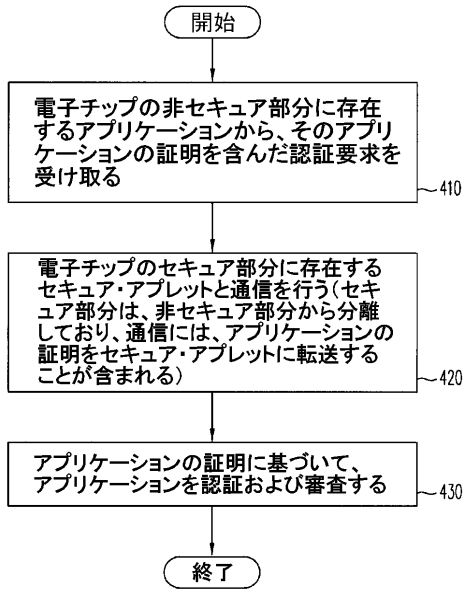 開始
電子チップの非セキュア部分に存在
するアプリケーションから、そのアプリ
ケーションの証明を含んだ認証要求を
受け取る
410
電子チップのセキュア部分に存在する
セキュア・アプレットと通信を行う(セキ
ュア部分は、非セキュア部分から分離
しており、通信には、アプリケーションの
証明をセキュア・アプレットに転送する
ことが含まれる)
420
アプリケーションの証明に基づいて、
アプリケーションを認証および審査する
430
終了